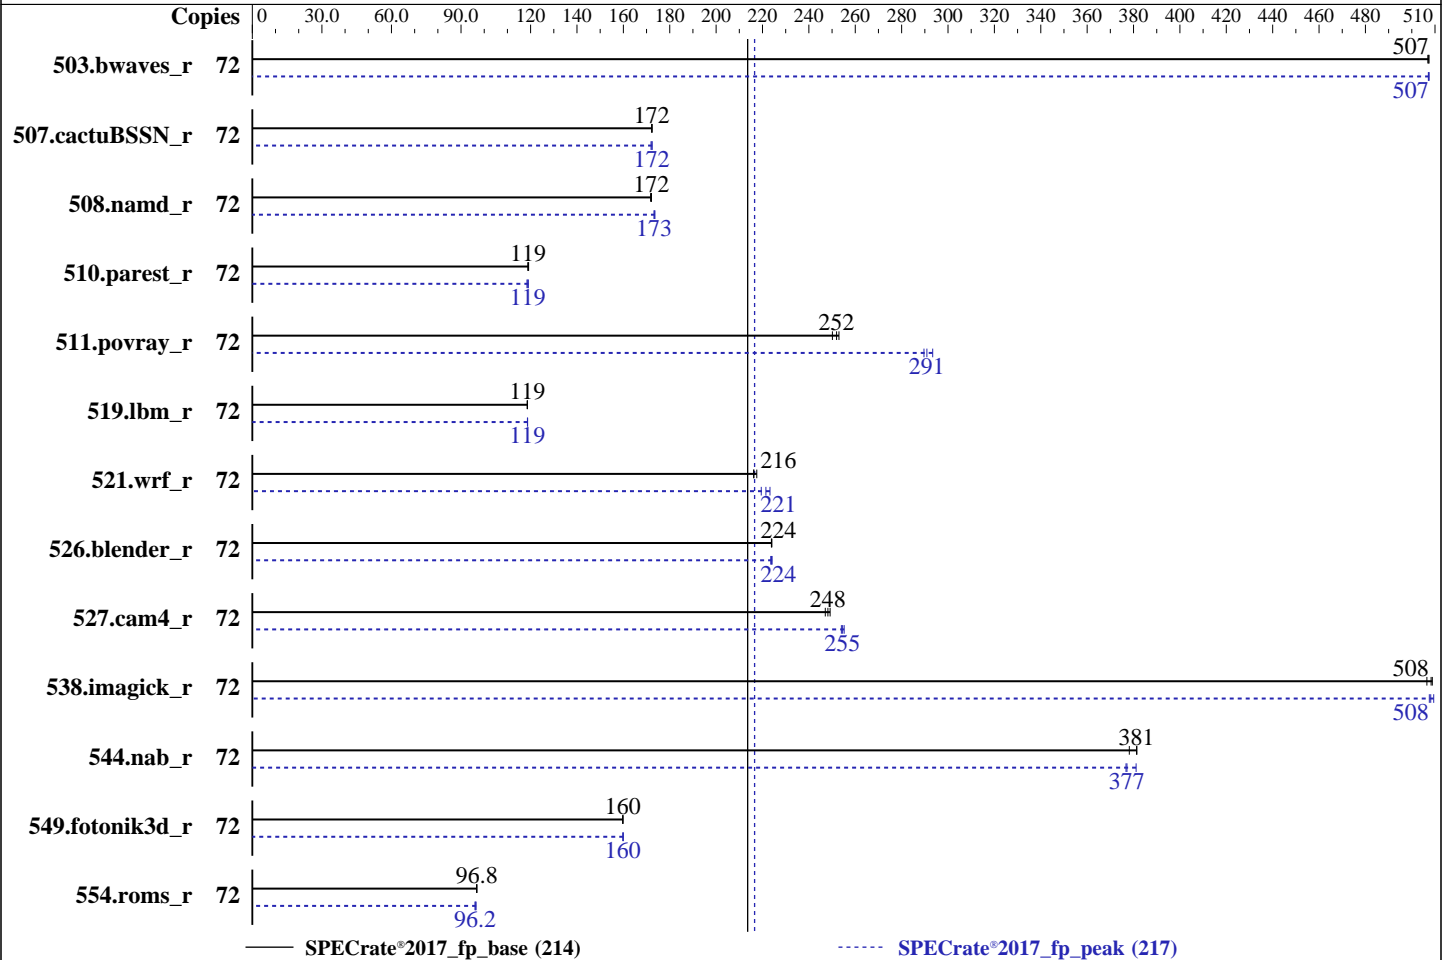 Copies 0 30.0 60.0 90.0 120 140 160 180 200 220 240 260 280 300 320 340 360 380 400 420 440 460 480 510
503.bwaves_r 72 507
507
507.cactuBSSN_r 72 172
172
508.namd_r 72 172
173
510.parest_r 72 119
119
511.povray_r 72 252
291
519.lbm_r 72 119
119
521.wrf_r 72 216
221
526.blender_r 72 224
224
527.cam4_r 72 248
255
538.imagick_r 72 508
508
544.nab_r 72 381
377
549.fotonik3d_r 72 160
160
554.roms_r 72 96.8
96.2
SPECrate®2017_fp_base (214) SPECrate®2017_fp_peak (217)